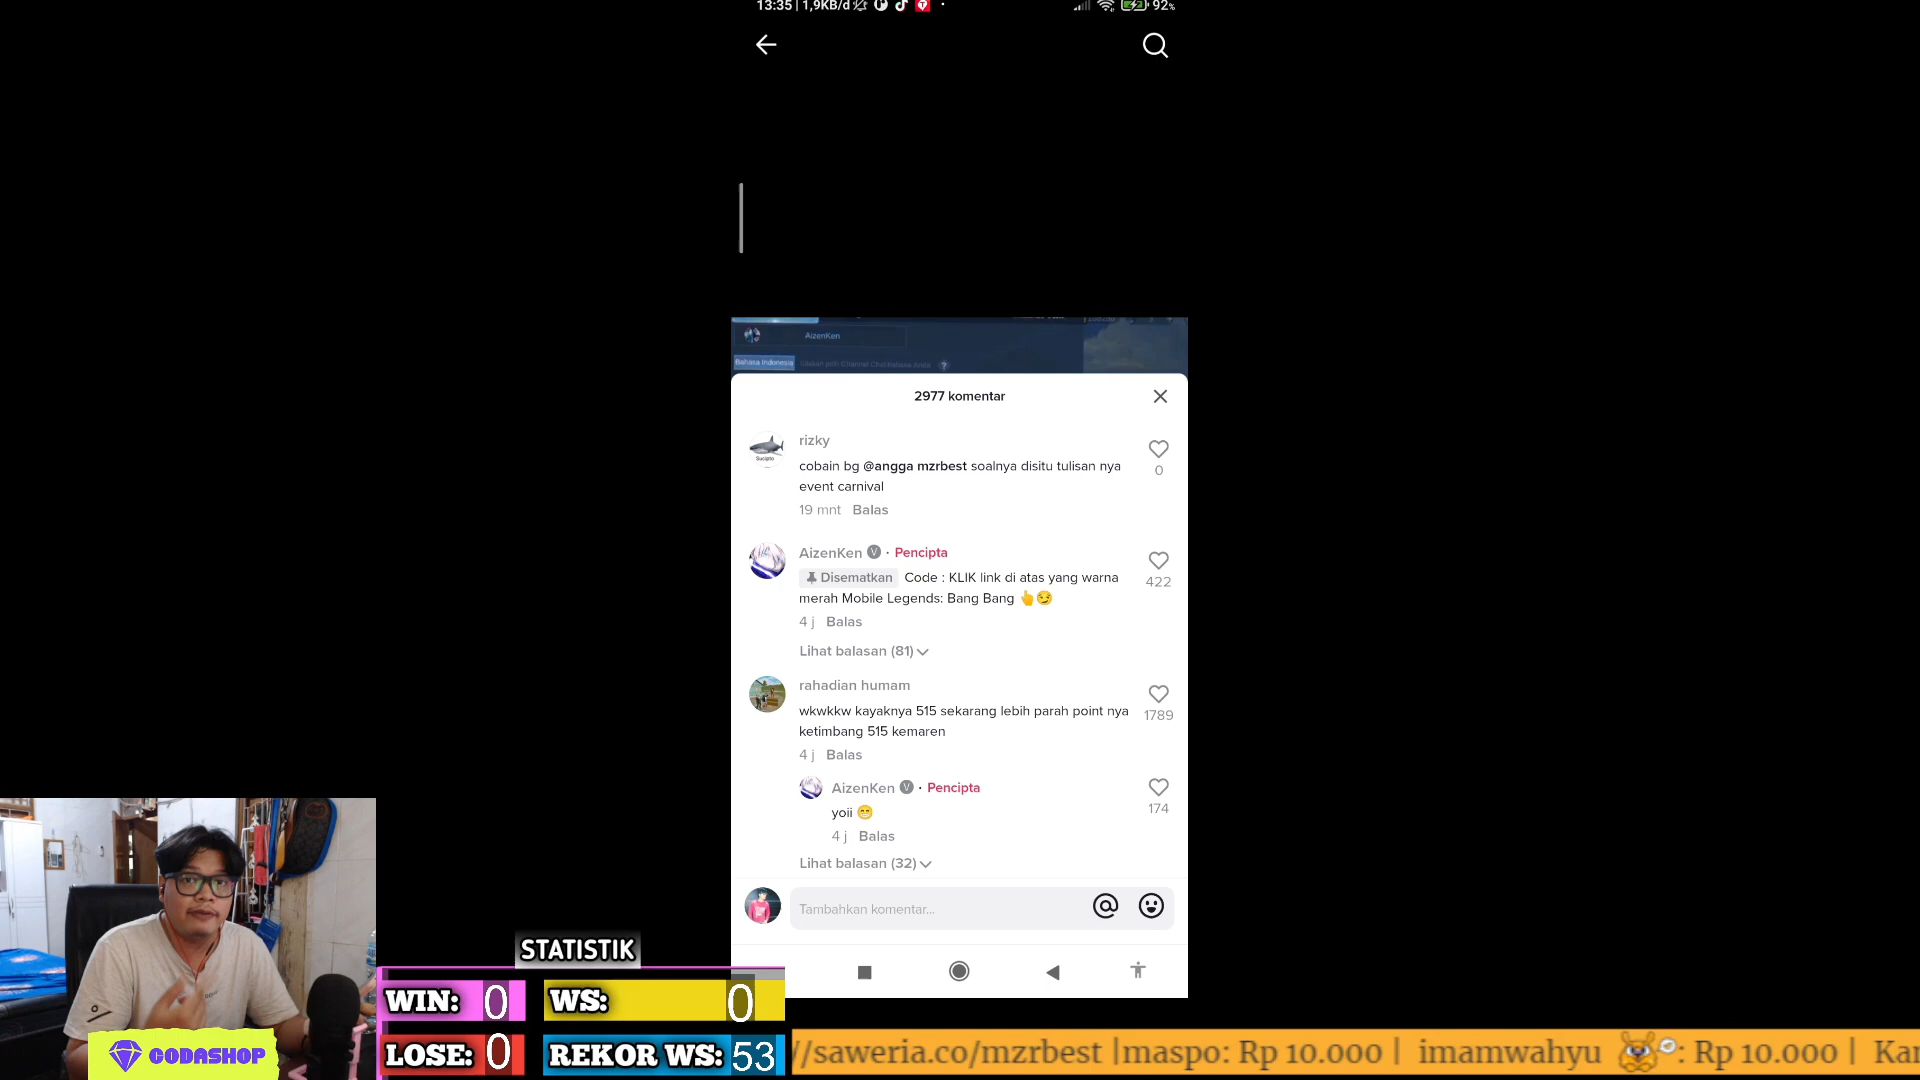 13:35 | 1,9KB/d
92%
AizenKen
Bahasa Indonesia
2977 komentar
rizky
cobain bg @angga mzrbest soalnya disitu tulisan nya
event carnival
0
19 mnt Balas
AizenKen V · Pencipta
Disematkan Code : KLIK link di atas yang warna
merah Mobile Legends: Bang Bang 👆😏
422
4 j Balas
Lihat balasan (81)
rahadian humam
wkwkkw kayaknya 515 sekarang lebih parah point nya
ketimbang 515 kemaren
1789
4 j Balas
AizenKen V · Pencipta
yoii 😁
174
4 j Balas
Lihat balasan (32)
Tambahkan komentar...
STATISTIK
WIN: 0
WS: 0
LOSE: 0
REKOR WS: 53
CODASHOP
//saweria.co/mzrbest |maspo: Rp 10.000 | imamwahyu : Rp 10.000 |